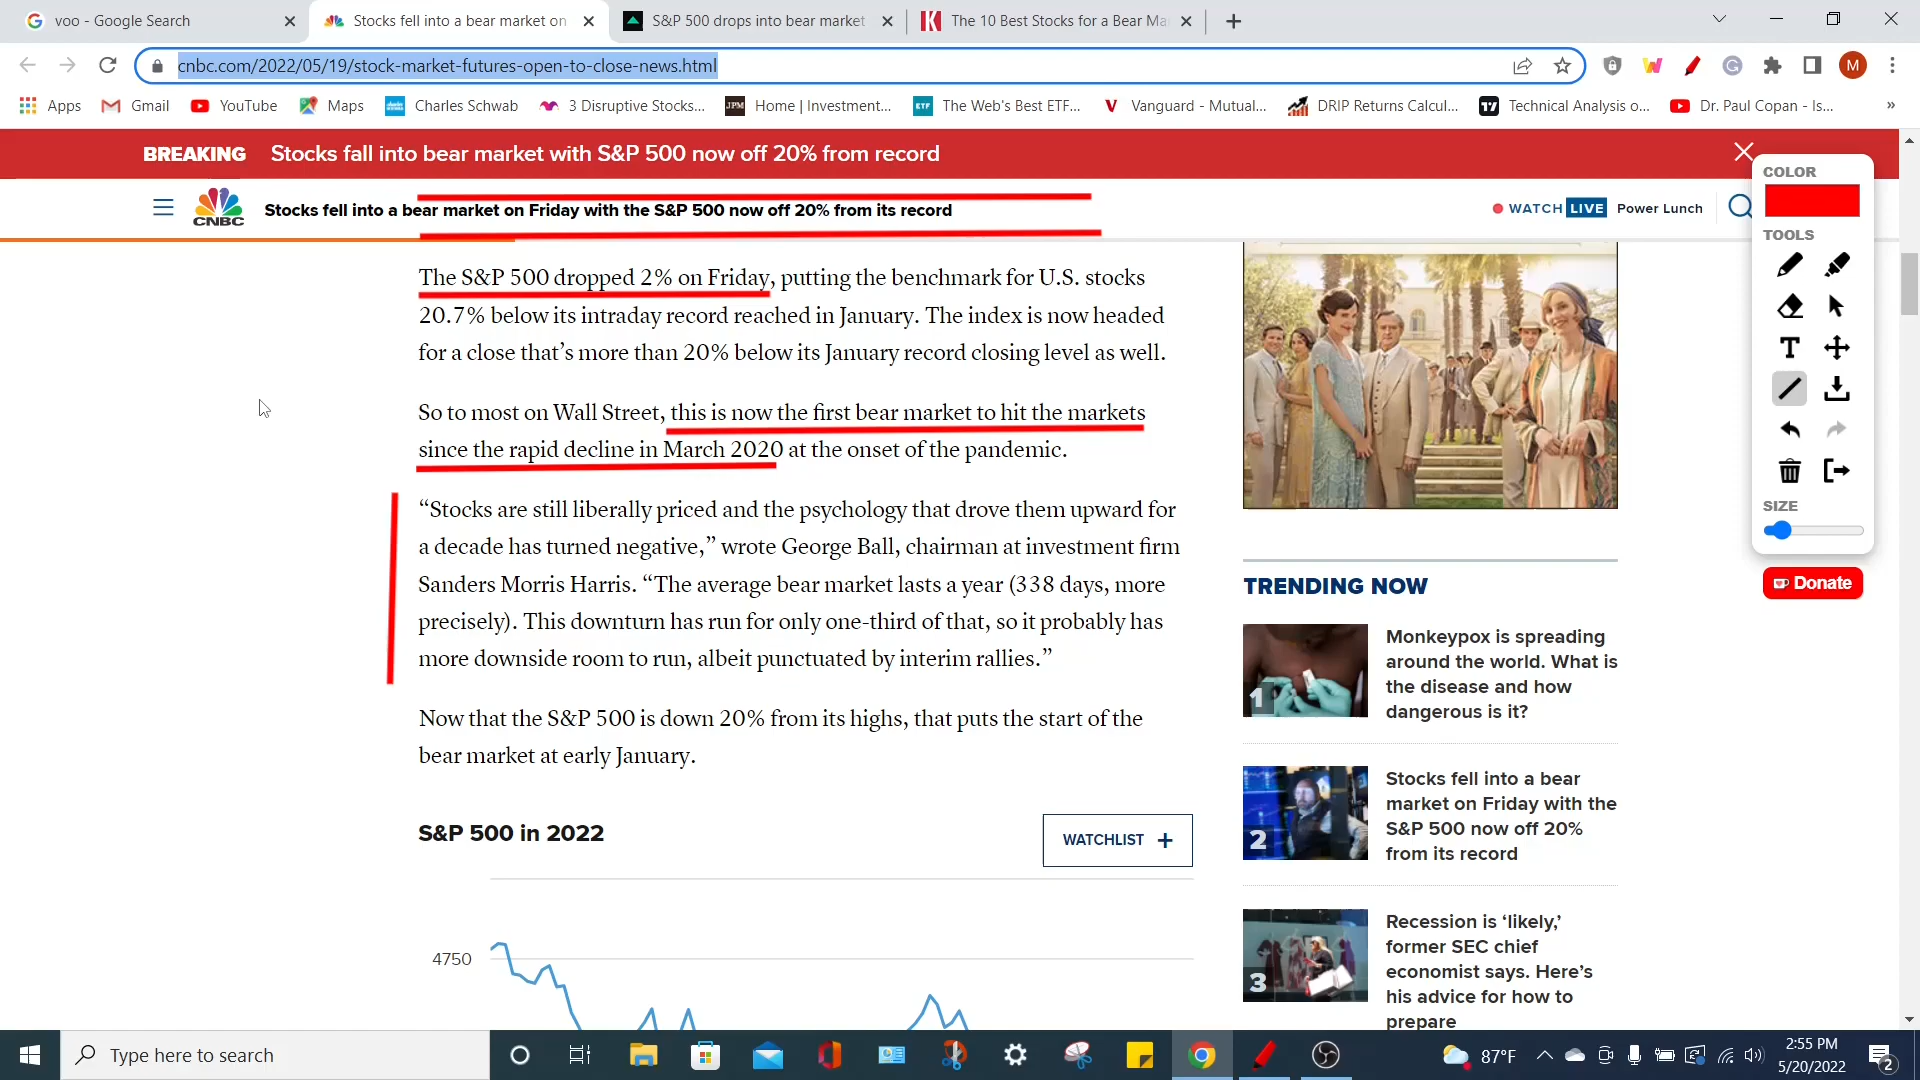 voo - Google Search
Stocks fell into a bear market on
S&P 500 drops into bear market
The 10 Best Stocks for a Bear Ma
cnbc.com/2022/05/19/stock-market-futures-open-to-close-news.html
M
Apps
Gmail
YouTube
Maps
Charles Schwab
3 Disruptive Stocks...
JPM
Home | Investment...
ETF
The Web's Best ETF...
V
Vanguard - Mutual...
DRIP Returns Calcul...
Technical Analysis o...
Dr. Paul Copan - Is...
»
BREAKING Stocks fall into bear market with S&P 500 now off 20% from record
CNBC
Stocks fell into a bear market on Friday with the S&P 500 now off 20% from its record
WATCH LIVE Power Lunch
The S&P 500 dropped 2% on Friday, putting the benchmark for U.S. stocks
20.7% below its intraday record reached in January. The index is now headed
for a close that’s more than 20% below its January record closing level as well.
So to most on Wall Street, this is now the first bear market to hit the markets
since the rapid decline in March 2020 at the onset of the pandemic.
“Stocks are still liberally priced and the psychology that drove them upward for
a decade has turned negative,” wrote George Ball, chairman at investment firm
Sanders Morris Harris. “The average bear market lasts a year (338 days, more
precisely). This downturn has run for only one-third of that, so it probably has
more downside room to run, albeit punctuated by interim rallies.”
Now that the S&P 500 is down 20% from its highs, that puts the start of the
bear market at early January.
S&P 500 in 2022
WATCHLIST +
4750
TRENDING NOW
1
Monkeypox is spreading
around the world. What is
the disease and how
dangerous is it?
2
Stocks fell into a bear
market on Friday with the
S&P 500 now off 20%
from its record
3
Recession is ‘likely,’
former SEC chief
economist says. Here’s
his advice for how to
prepare
COLOR
TOOLS
T
SIZE
Donate
Type here to search
87°F
2:55 PM
5/20/2022
2